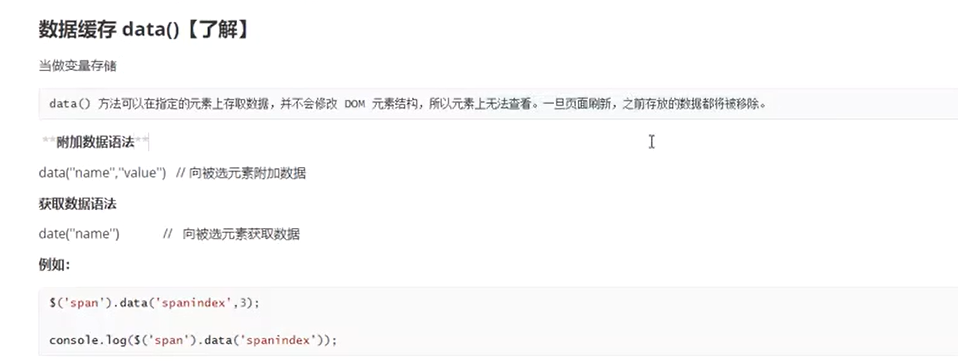 数据缓存 data()【了解】
当做变量存储
data() 方法可以在指定的元素上存取数据，并不会修改 DOM 元素结构，所以元素上无法查看。一旦页面刷新，之前存放的数据都将被移除。
**附加数据语法**
data("name","value") // 向被选元素附加数据
获取数据语法
date("name") // 向被选元素获取数据
例如：
$('span').data('spanindex',3);
console.log($('span').data('spanindex'));